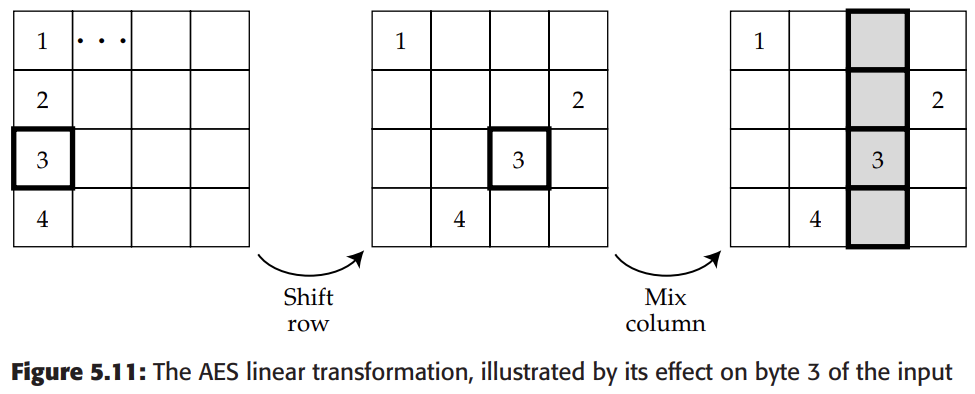 1 · · ·
2
3
4
1
2
3
4
1
2
3
4
Shift
row
Mix
column
Figure 5.11: The AES linear transformation, illustrated by its effect on byte 3 of the input